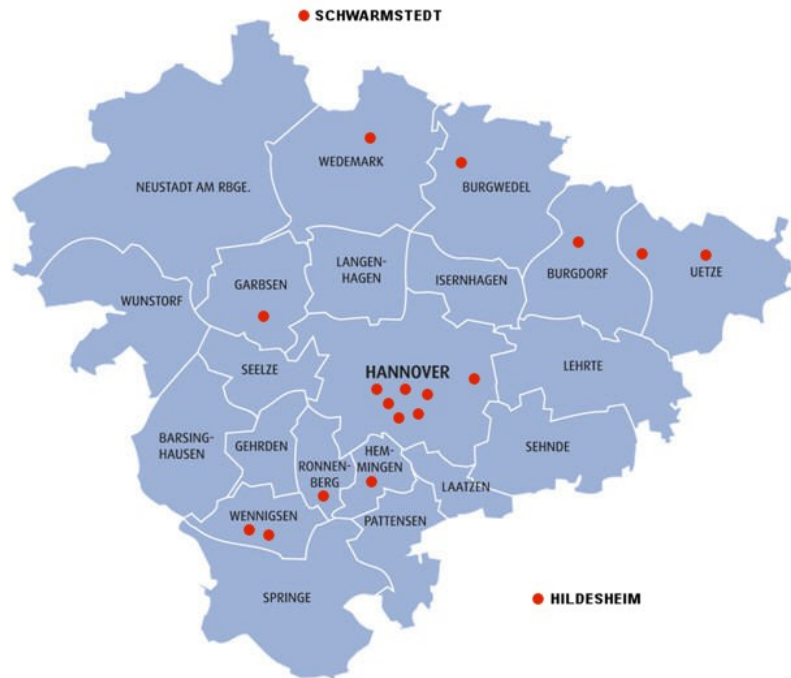 SCHWARMSTEDT
WEDEMARK
NEUSTADT AM RBGE.
BURGWEDEL
LANGEN-
HAGEN
ISERNHAGEN
BURGDORF
UETZE
GARBSEN
WUNSTORF
SEELZE
HANNOVER
LEHRTE
BARSING-
HAUSEN
GEHRDEN
RONNEN-
BERG
HEM-
MINGEN
SEHNDE
LAATZEN
WENNIGSEN
PATTENSEN
SPRINGE
HILDESHEIM